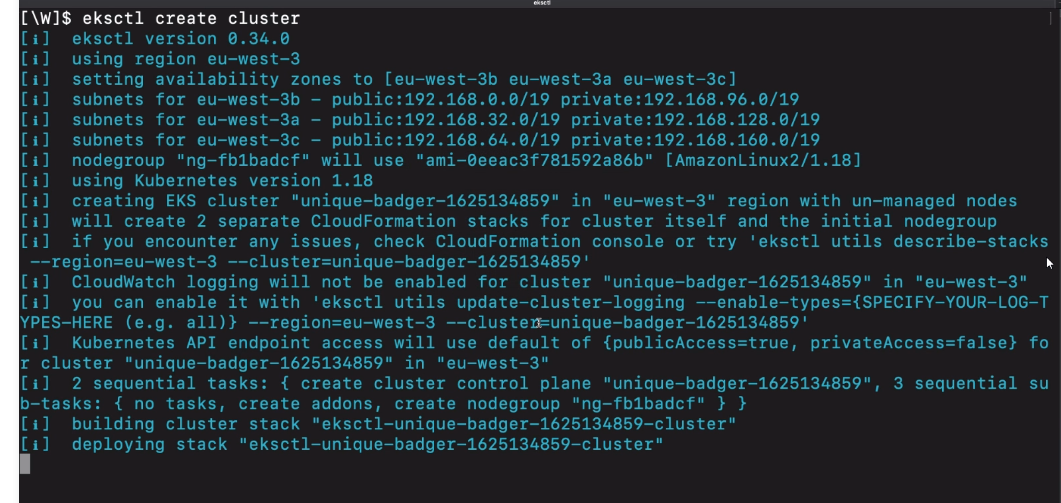 eksctl
[\W]$ eksctl create cluster
[ℹ]  eksctl version 0.34.0
[ℹ]  using region eu-west-3
[ℹ]  setting availability zones to [eu-west-3b eu-west-3a eu-west-3c]
[ℹ]  subnets for eu-west-3b - public:192.168.0.0/19 private:192.168.96.0/19
[ℹ]  subnets for eu-west-3a - public:192.168.32.0/19 private:192.168.128.0/19
[ℹ]  subnets for eu-west-3c - public:192.168.64.0/19 private:192.168.160.0/19
[ℹ]  nodegroup "ng-fb1badcf" will use "ami-0eeac3f781592a86b" [AmazonLinux2/1.18]
[ℹ]  using Kubernetes version 1.18
[ℹ]  creating EKS cluster "unique-badger-1625134859" in "eu-west-3" region with un-managed nodes
[ℹ]  will create 2 separate CloudFormation stacks for cluster itself and the initial nodegroup
[ℹ]  if you encounter any issues, check CloudFormation console or try 'eksctl utils describe-stacks
 --region=eu-west-3 --cluster=unique-badger-1625134859'
[ℹ]  CloudWatch logging will not be enabled for cluster "unique-badger-1625134859" in "eu-west-3"
[ℹ]  you can enable it with 'eksctl utils update-cluster-logging --enable-types={SPECIFY-YOUR-LOG-T
YPES-HERE (e.g. all)} --region=eu-west-3 --cluster=unique-badger-1625134859'
[ℹ]  Kubernetes API endpoint access will use default of {publicAccess=true, privateAccess=false} fo
r cluster "unique-badger-1625134859" in "eu-west-3"
[ℹ]  2 sequential tasks: { create cluster control plane "unique-badger-1625134859", 3 sequential su
b-tasks: { no tasks, create addons, create nodegroup "ng-fb1badcf" } }
[ℹ]  building cluster stack "eksctl-unique-badger-1625134859-cluster"
[ℹ]  deploying stack "eksctl-unique-badger-1625134859-cluster"